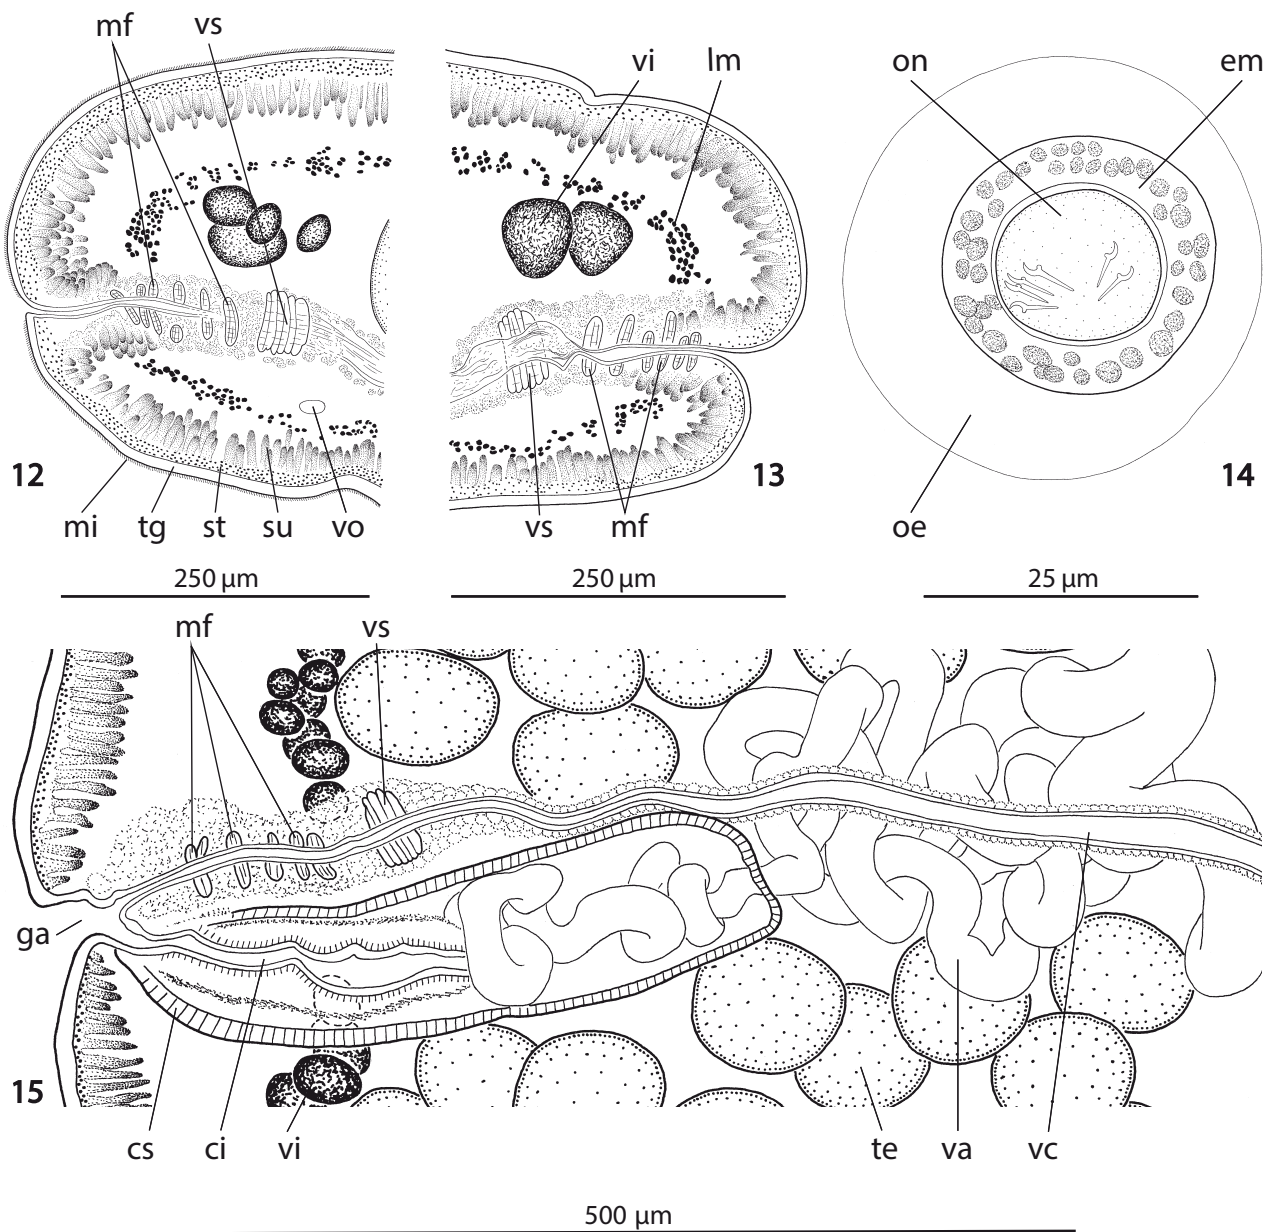 mf vs
vi lm
on em
12
13
14
mi tg st su vo
vs mf
oe
250 µm
250 µm
25 µm
mf vs
ga
15
cs ci vi te va vc
500 µm